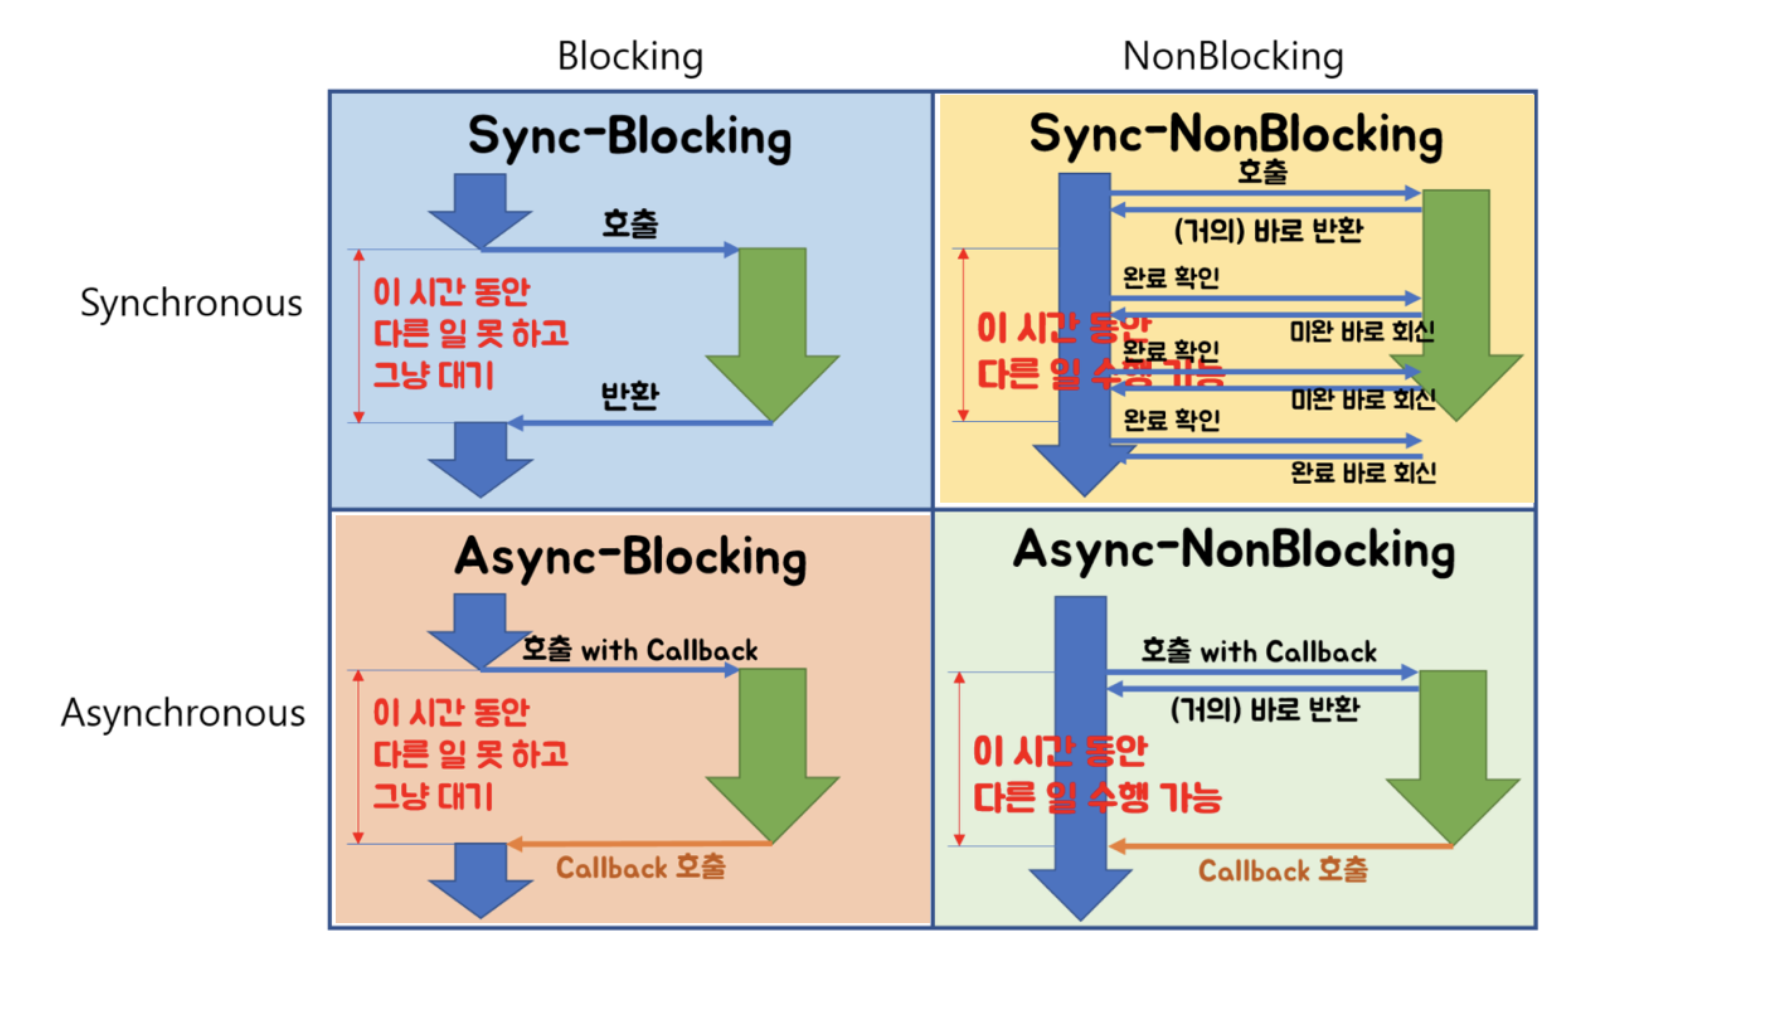 Blocking
NonBlocking
Synchronous
Asynchronous
Sync-Blocking
호출
이 시간 동안
다른 일 못 하고
그냥 대기
반환
Sync-NonBlocking
호출
(거의) 바로 반환
완료 확인
이 시간 동안
미완 바로 회신
완료 확인
다른 일 수행 가능
미완 바로 회신
완료 확인
완료 바로 회신
Async-Blocking
호출 with Callback
이 시간 동안
다른 일 못 하고
그냥 대기
Callback 호출
Async-NonBlocking
호출 with Callback
(거의) 바로 반환
이 시간 동안
다른 일 수행 가능
Callback 호출